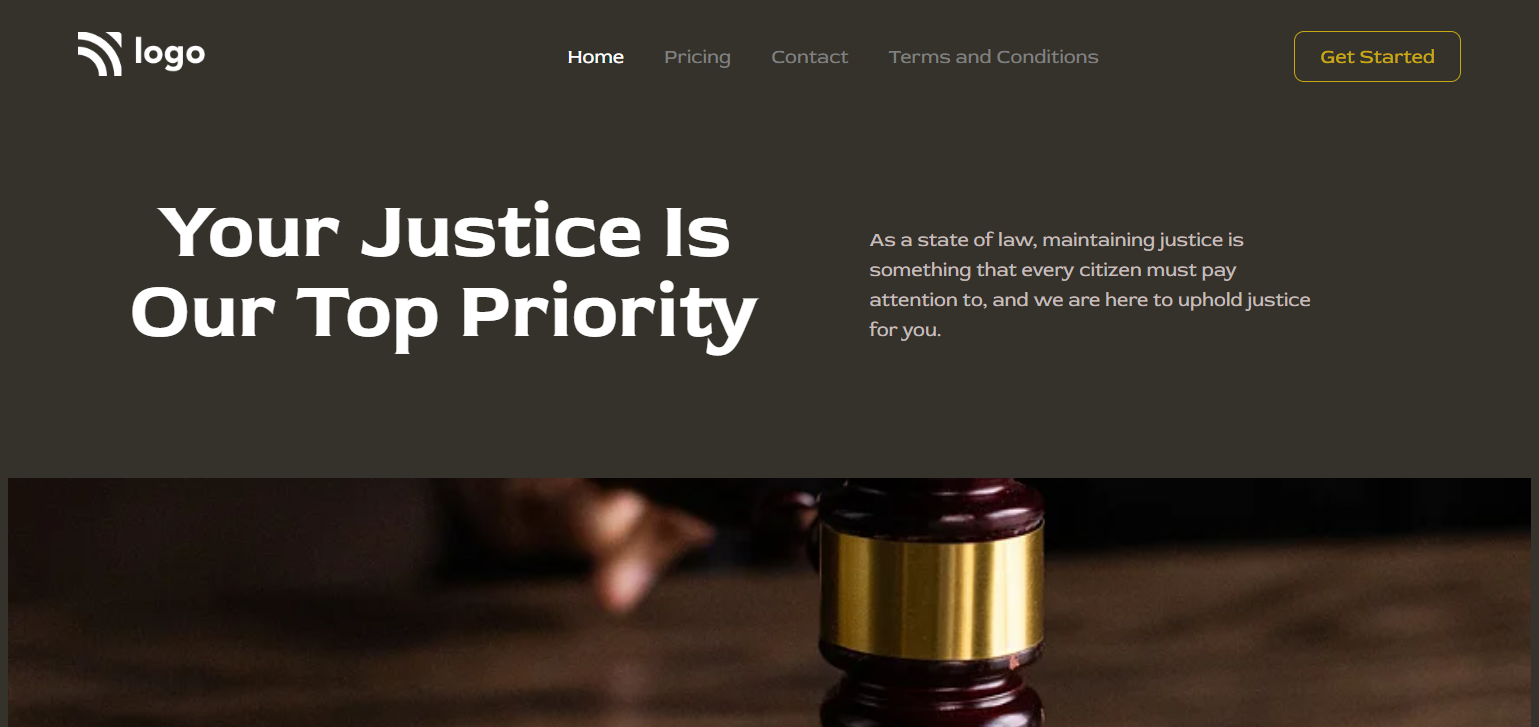 logo
Home
Pricing
Contact
Terms and Conditions
Get Started
Your Justice Is
Our Top Priority
As a state of law, maintaining justice is
something that every citizen must pay
attention to, and we are here to uphold justice
for you.